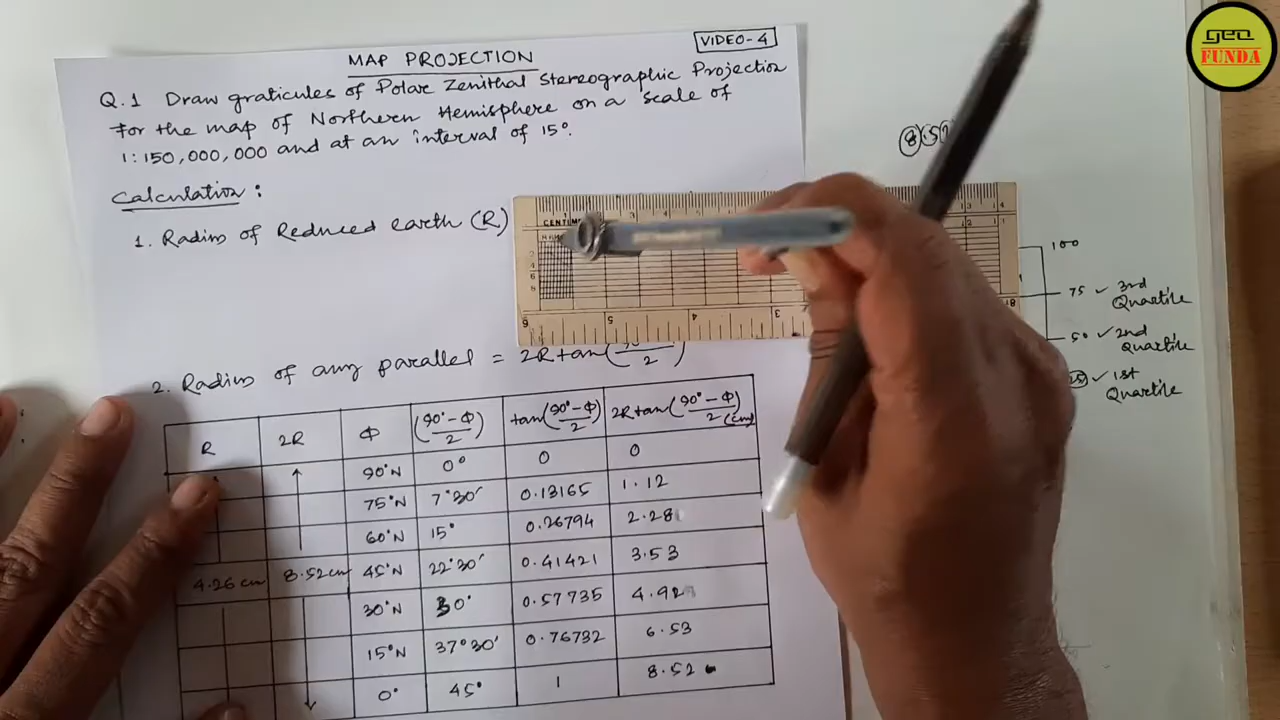 GEO
FUNDA
VIDEO-4
MAP PROJECTION
Q.1 Draw graticules of Polar Zenithal Stereographic Projection
for the map of Northern Hemisphere on a scale of
1:150,000,000 and at an interval of 15°.
Calculation :
1. Radius of Reduced earth (R)
2. Radius of any parallel = 2R tan( /2)
R 2R Φ (90°-Φ/2) tan(90°-Φ/2) 2R tan(90°-Φ/2) (cm)
90°N 0° 0 0
75°N 7°30′ 0.13165 1.12
60°N 15° 0.26794 2.28
4.26 cm 8.52 cm 45°N 22°30′ 0.41421 3.53
30°N 30° 0.57735 4.92
15°N 37°30′ 0.76732 6.53
0° 45° 1 8.52
100
75 ✓ 3rd
Quartile
50 ✓ 2nd
Quartile
25 ✓ 1st
Quartile